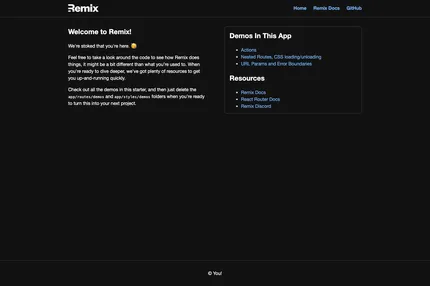 Remix
Home Remix Docs GitHub
Welcome to Remix!
We're stoked that you're here. 🥳
Feel free to take a look around the code to see how Remix does
things, it might be a bit different than what you're used to. When
you're ready to dive deeper, we've got plenty of resources to get
you up-and-running quickly.
Check out all the demos in this starter, and then just delete the
app/routes/demos and app/styles/demos folders when you're ready
to turn this into your next project.
Demos In This App
Actions
Nested Routes, CSS loading/unloading
URL Params and Error Boundaries
Resources
Remix Docs
React Router Docs
Remix Discord
© You!